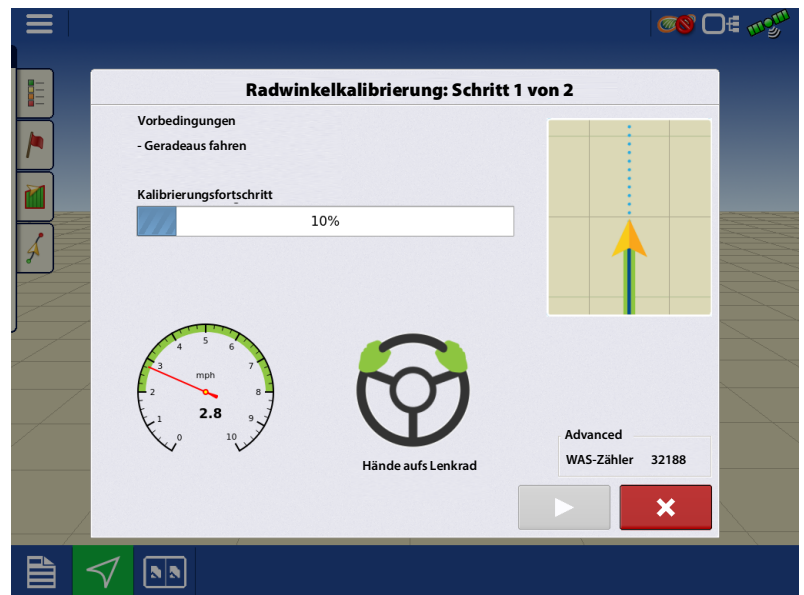 Radwinkelkalibrierung: Schritt 1 von 2
Vorbedingungen
- Geradeaus fahren
Kalibrierungsfortschritt
10%
0
1
2
3
4
5
6
7
8
9
10
mph
2.8
Hände aufs Lenkrad
Advanced
WAS-Zähler 32188